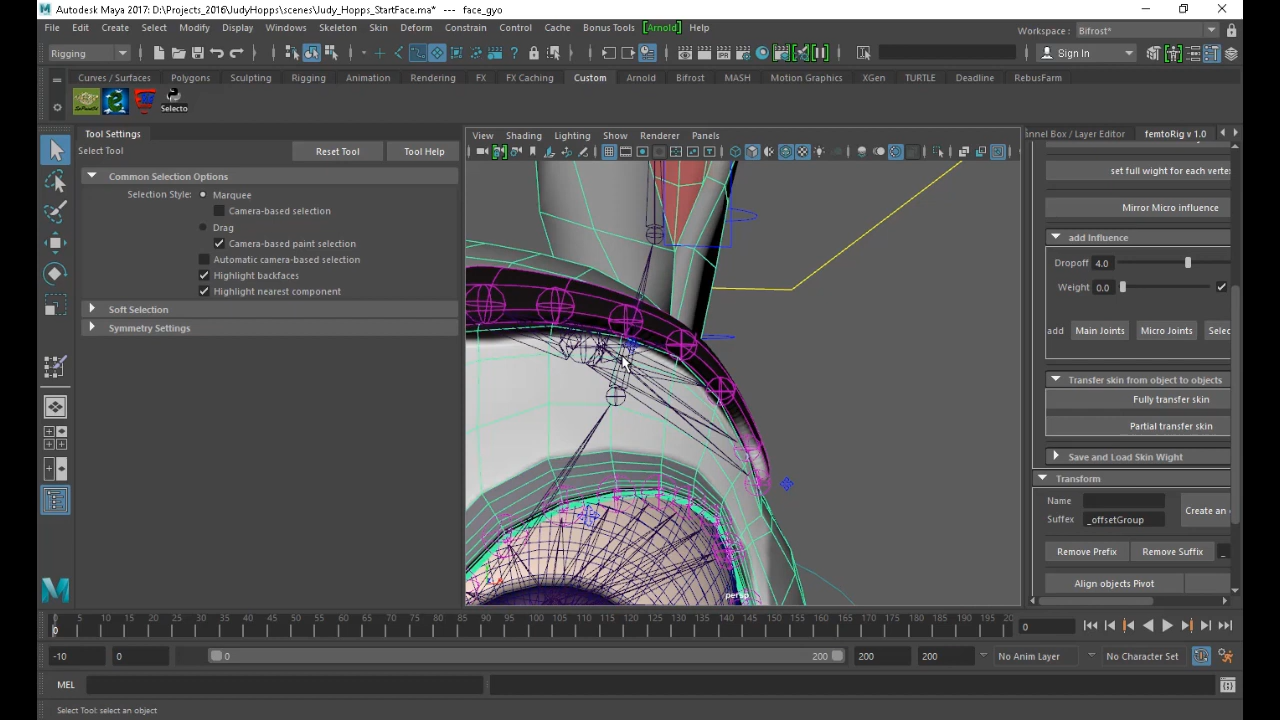 Autodesk Maya 2017: D:\Projects_2016\JudyHopps\scenes\Judy_Hopps_StartFace.ma* --- face_gyo
File Edit Create Select Modify Display Windows Skeleton Skin Deform Constrain Control Cache Bonus Tools [Arnold] Help
Workspace : Bifrost*
Rigging
Sign In
Curves / Surfaces Polygons Sculpting Rigging Animation Rendering FX FX Caching Custom Arnold Bifrost MASH Motion Graphics XGen TURTLE Deadline RebusFarm
Selecto
Tool Settings
View Shading Lighting Show Renderer Panels
nnel Box / Layer Editor femtoRig v 1.0
Select Tool Reset Tool Tool Help
set full wight for each verte
Common Selection Options
Selection Style: Marquee
Camera-based selection
Mirror Micro influence
Drag
add Influence
Camera-based paint selection
Automatic camera-based selection
Dropoff 4.0
Highlight backfaces
Weight 0.0
Highlight nearest component
Soft Selection
Symmetry Settings
add Main Joints Micro Joints Selec
Transfer skin from object to objects
Fully transfer skin
Partial transfer skin
Save and Load Skin Wight
Transform
Name
Create an
Suffex _offsetGroup
Remove Prefix Remove Suffix _
Align objects Pivot
persp
0 5 10 15 20 25 30 35 40 45 50 55 60 65 70 75 80 85 90 95 100 105 110 115 120 125 130 135 140 145 150 155 160 165 170 175 180 185 190 195 20
0
0
-10 0 0 200 200 200 No Anim Layer No Character Set
MEL
Select Tool: select an object